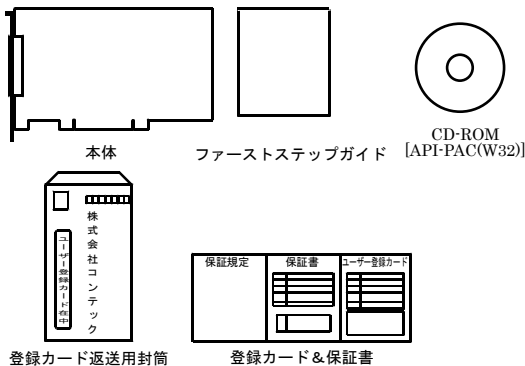 本体
ファーストステップガイド
CD-ROM
[API-PAC(W32)]
株式会社コンテック
ユーザー登録カード在中
登録カード返送用封筒
保証規定
保証書
ユーザー登録カード
登録カード&保証書